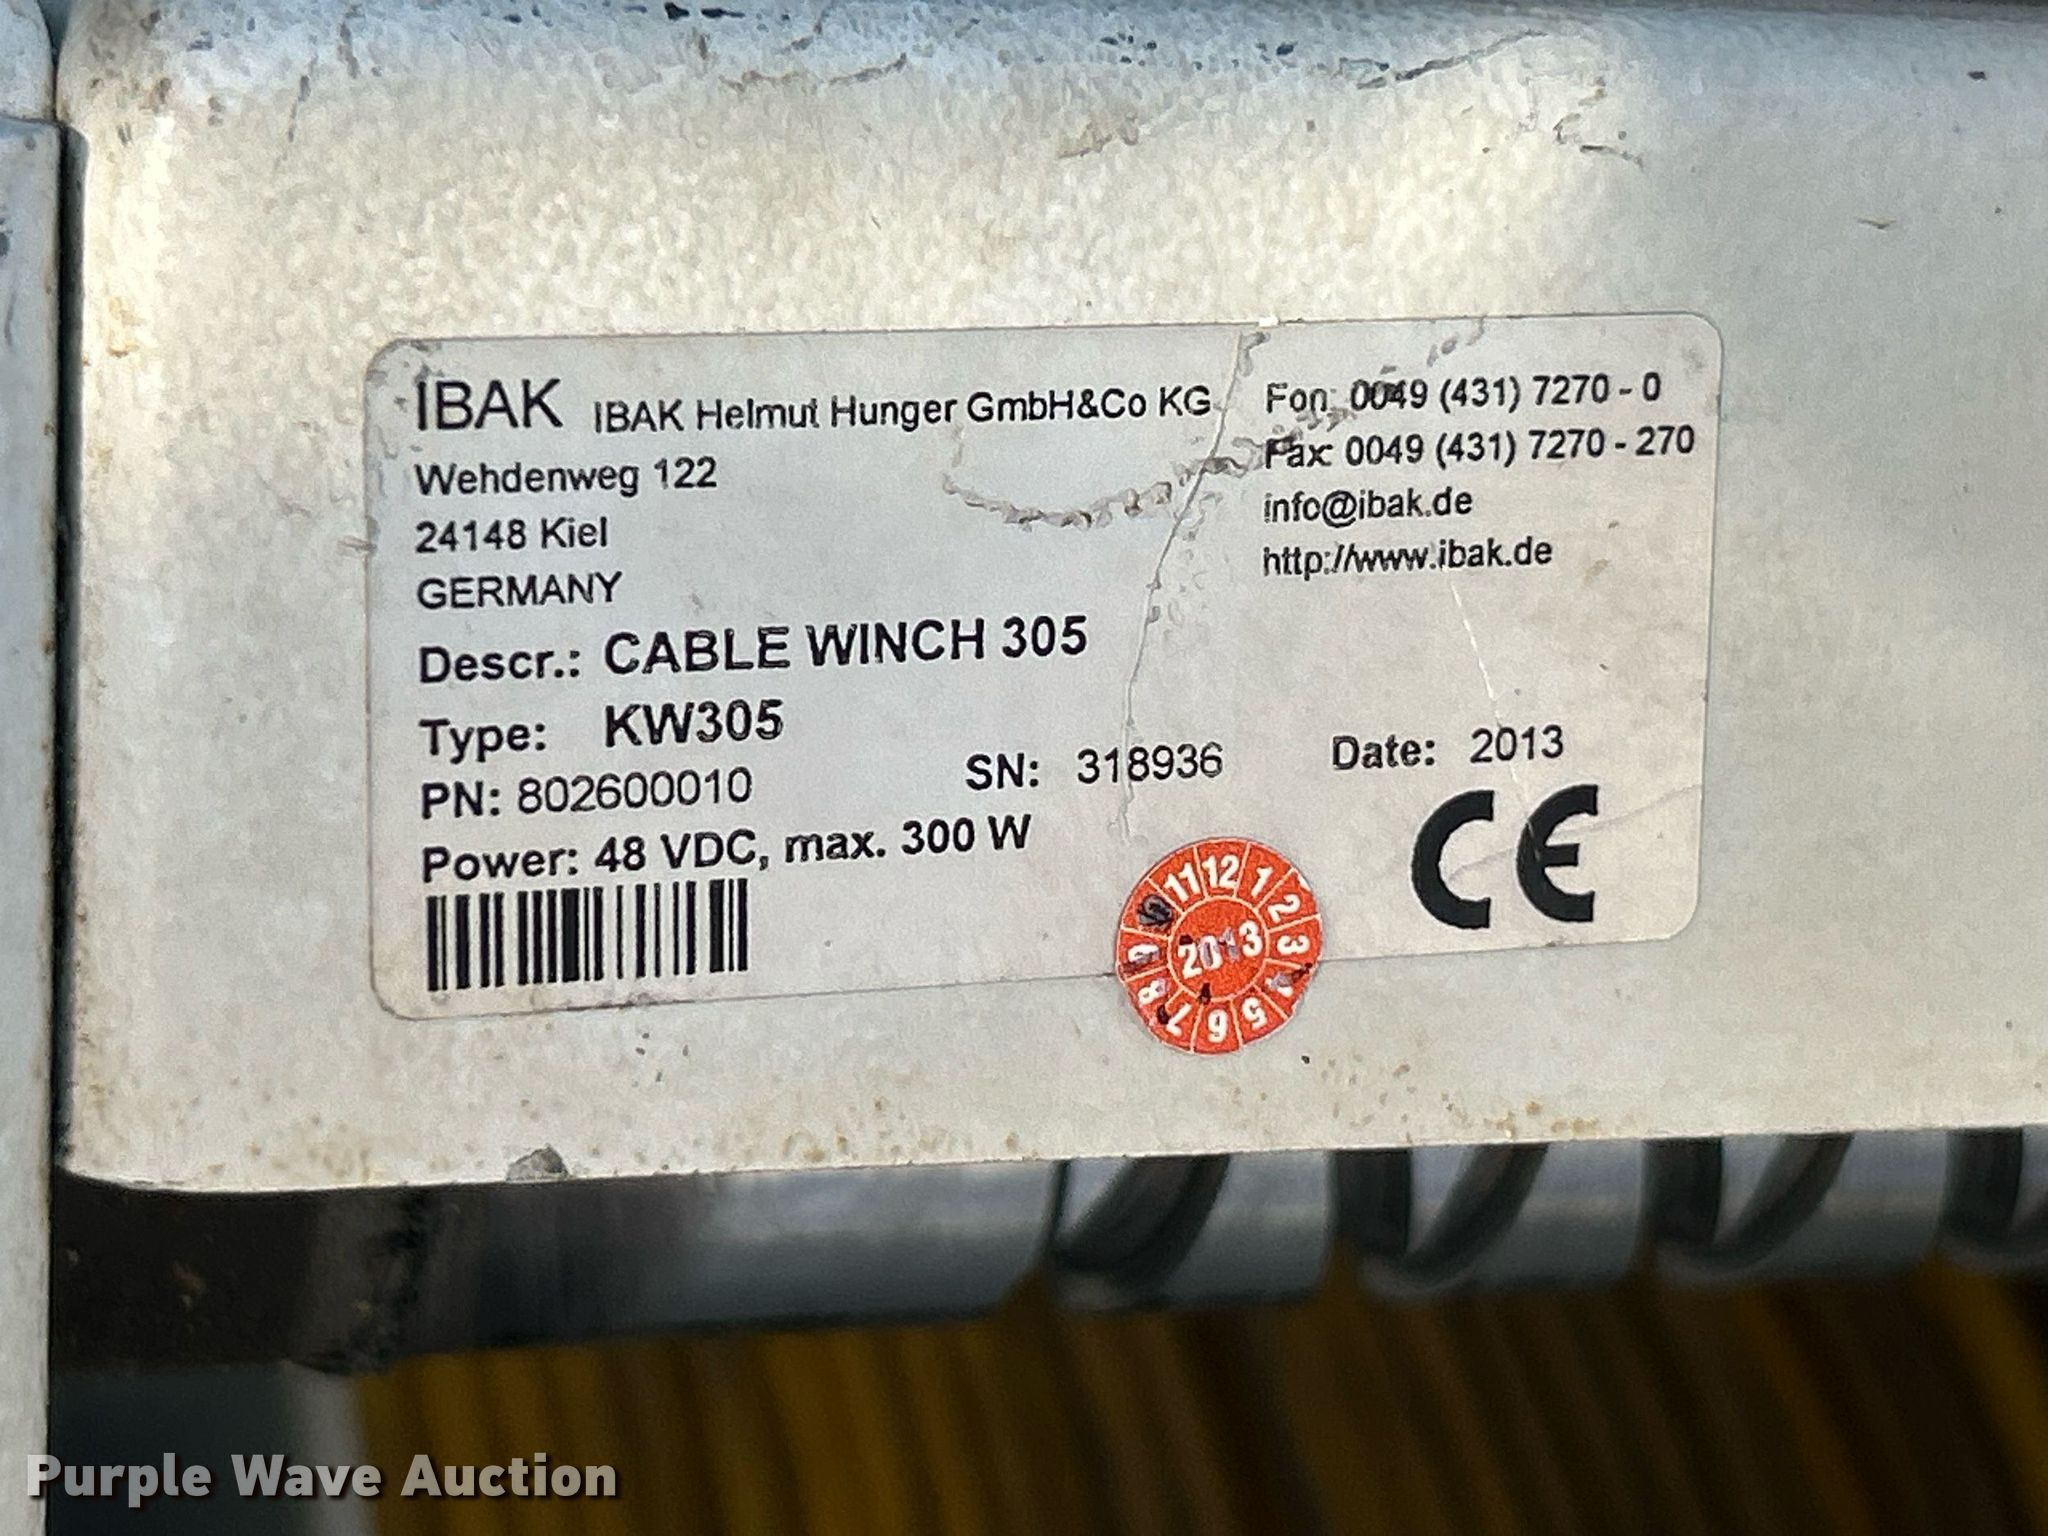 IBAK IBAK Helmut Hunger GmbH&Co KG
Wehdenweg 122
24148 Kiel
GERMANY
Fon: 0049 (431) 7270 - 0
Fax: 0049 (431) 7270 - 270
info@ibak.de
http://www.ibak.de
Descr.: CABLE WINCH 305
Type: KW305
PN: 802600010 SN: 318936 Date: 2013
Power: 48 VDC, max. 300 W
CE
11 12 1 2 3 4 5 6 7 8 9
2013
Purple Wave Auction